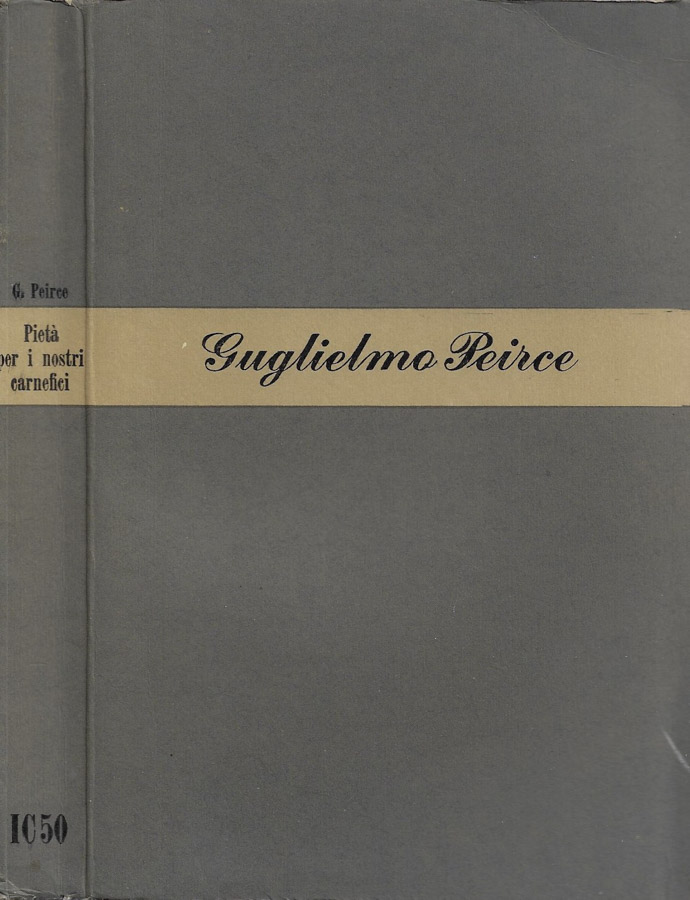 G. Peirce
Pietà
per i nostri
carnefici
IC50
Guglielmo Peirce